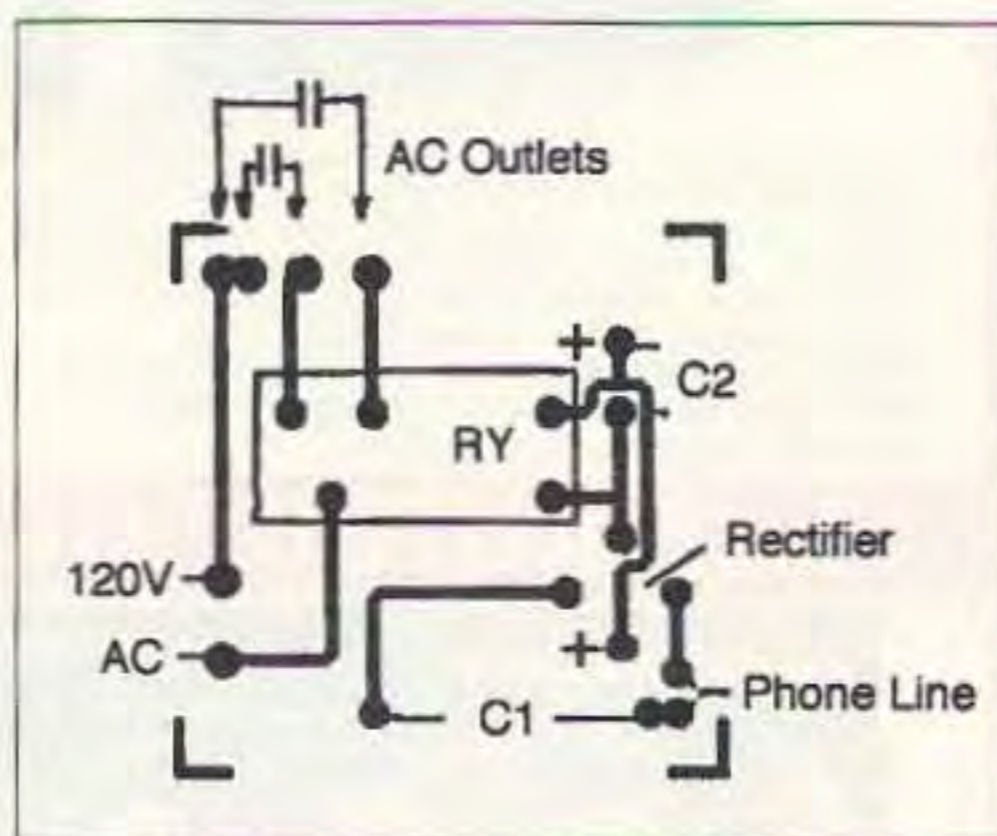 AC Outlets
+
C2
RY
Rectifier
120V
+
AC
Phone Line
C1